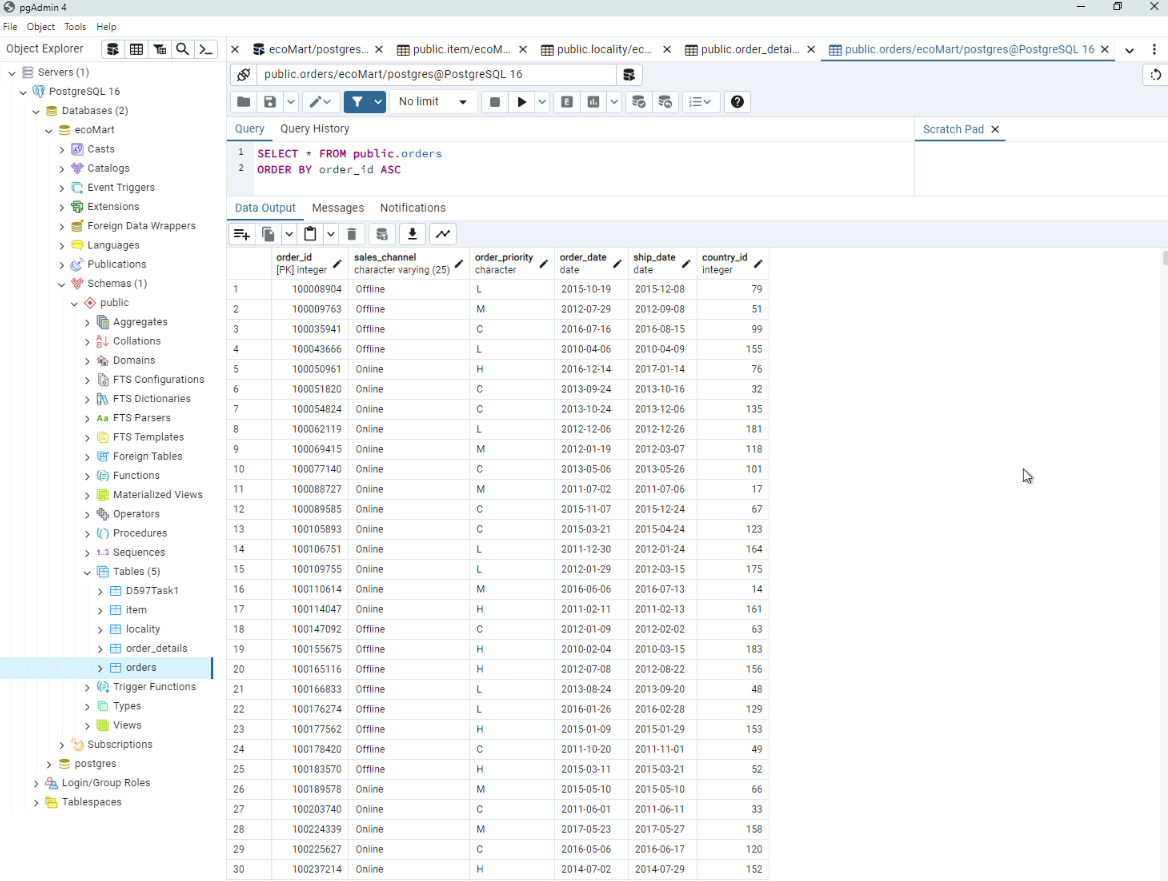 pgAdmin 4
File Object Tools Help
Object Explorer
ecoMart/postgres... public.item/ecoM... public.locality/ec... public.order_detai... public.orders/ecoMart/postgres@PostgreSQL 16
public.orders/ecoMart/postgres@PostgreSQL 16
No limit
Query Query History
Scratch Pad
1 SELECT * FROM public.orders
2 ORDER BY order_id ASC
Data Output Messages Notifications
Servers (1)
PostgreSQL 16
Databases (2)
ecoMart
Casts
Catalogs
Event Triggers
Extensions
Foreign Data Wrappers
Languages
Publications
Schemas (1)
public
Aggregates
Collations
Domains
FTS Configurations
FTS Dictionaries
Aa FTS Parsers
FTS Templates
Foreign Tables
Functions
Materialized Views
Operators
Procedures
1..3 Sequences
Tables (5)
D597Task1
item
locality
order_details
orders
Trigger Functions
Types
Views
Subscriptions
postgres
Login/Group Roles
Tablespaces
order_id sales_channel order_priority order_date ship_date country_id
[PK] integer character varying (25) character date date integer
1 100008904 Offline L 2015-10-19 2015-12-08 79
2 100009763 Offline M 2012-07-29 2012-09-08 51
3 100035941 Offline C 2016-07-16 2016-08-15 99
4 100043666 Offline L 2010-04-06 2010-04-09 155
5 100050961 Online H 2016-12-14 2017-01-14 76
6 100051820 Online C 2013-09-24 2013-10-16 32
7 100054824 Online C 2013-10-24 2013-12-06 135
8 100062119 Online L 2012-12-06 2012-12-26 181
9 100069415 Online M 2012-01-19 2012-03-07 118
10 100077140 Online C 2013-05-06 2013-05-26 101
11 100088727 Online M 2011-07-02 2011-07-06 17
12 100089585 Online C 2015-11-07 2015-12-24 67
13 100105893 Online C 2015-03-21 2015-04-24 123
14 100106751 Online L 2011-12-30 2012-01-24 164
15 100109755 Online L 2012-01-29 2012-03-15 175
16 100110614 Online M 2016-06-06 2016-07-13 14
17 100114047 Online H 2011-02-11 2011-02-13 161
18 100147092 Offline C 2012-01-09 2012-02-02 63
19 100155675 Offline H 2010-02-04 2010-03-15 183
20 100165116 Offline H 2012-07-08 2012-08-22 156
21 100166833 Offline L 2013-08-24 2013-09-20 48
22 100176274 Offline L 2016-01-26 2016-02-28 129
23 100177562 Offline H 2015-01-09 2015-01-29 153
24 100178420 Offline C 2011-10-20 2011-11-01 49
25 100183570 Offline H 2015-03-11 2015-03-21 52
26 100189578 Online M 2015-05-10 2015-05-10 66
27 100203740 Online C 2011-06-01 2011-06-11 33
28 100224339 Online M 2017-05-23 2017-05-27 158
29 100225627 Online C 2016-05-06 2016-06-17 120
30 100237214 Online H 2014-07-02 2014-07-29 152